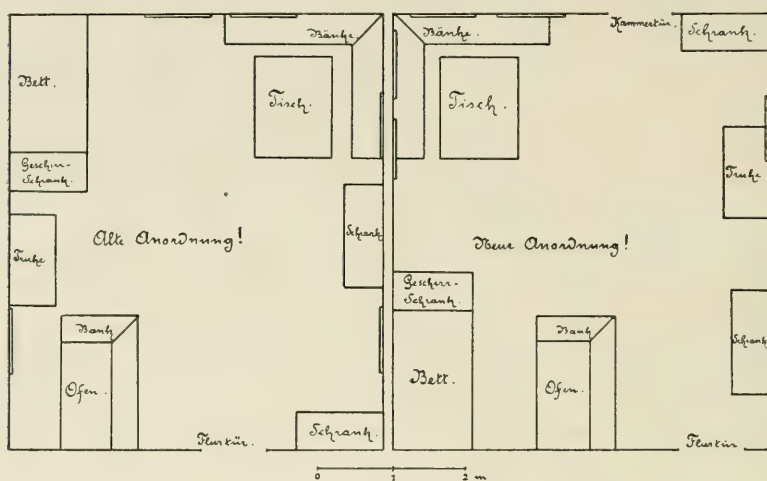 Bänke.
Bett.
Tisch.
Geschirr-
Schrank.
Schrank
Truhe
Alte Anordnung!
Bank
Ofen.
Flurtür.
Schrank.
Bänke.
Kammertür.
Schrank.
Tisch.
Truhe
Neue Anordnung!
Geschirr-
Schrank.
Bett.
Bank
Ofen.
Schrank
Flurtür
0 1 2 m